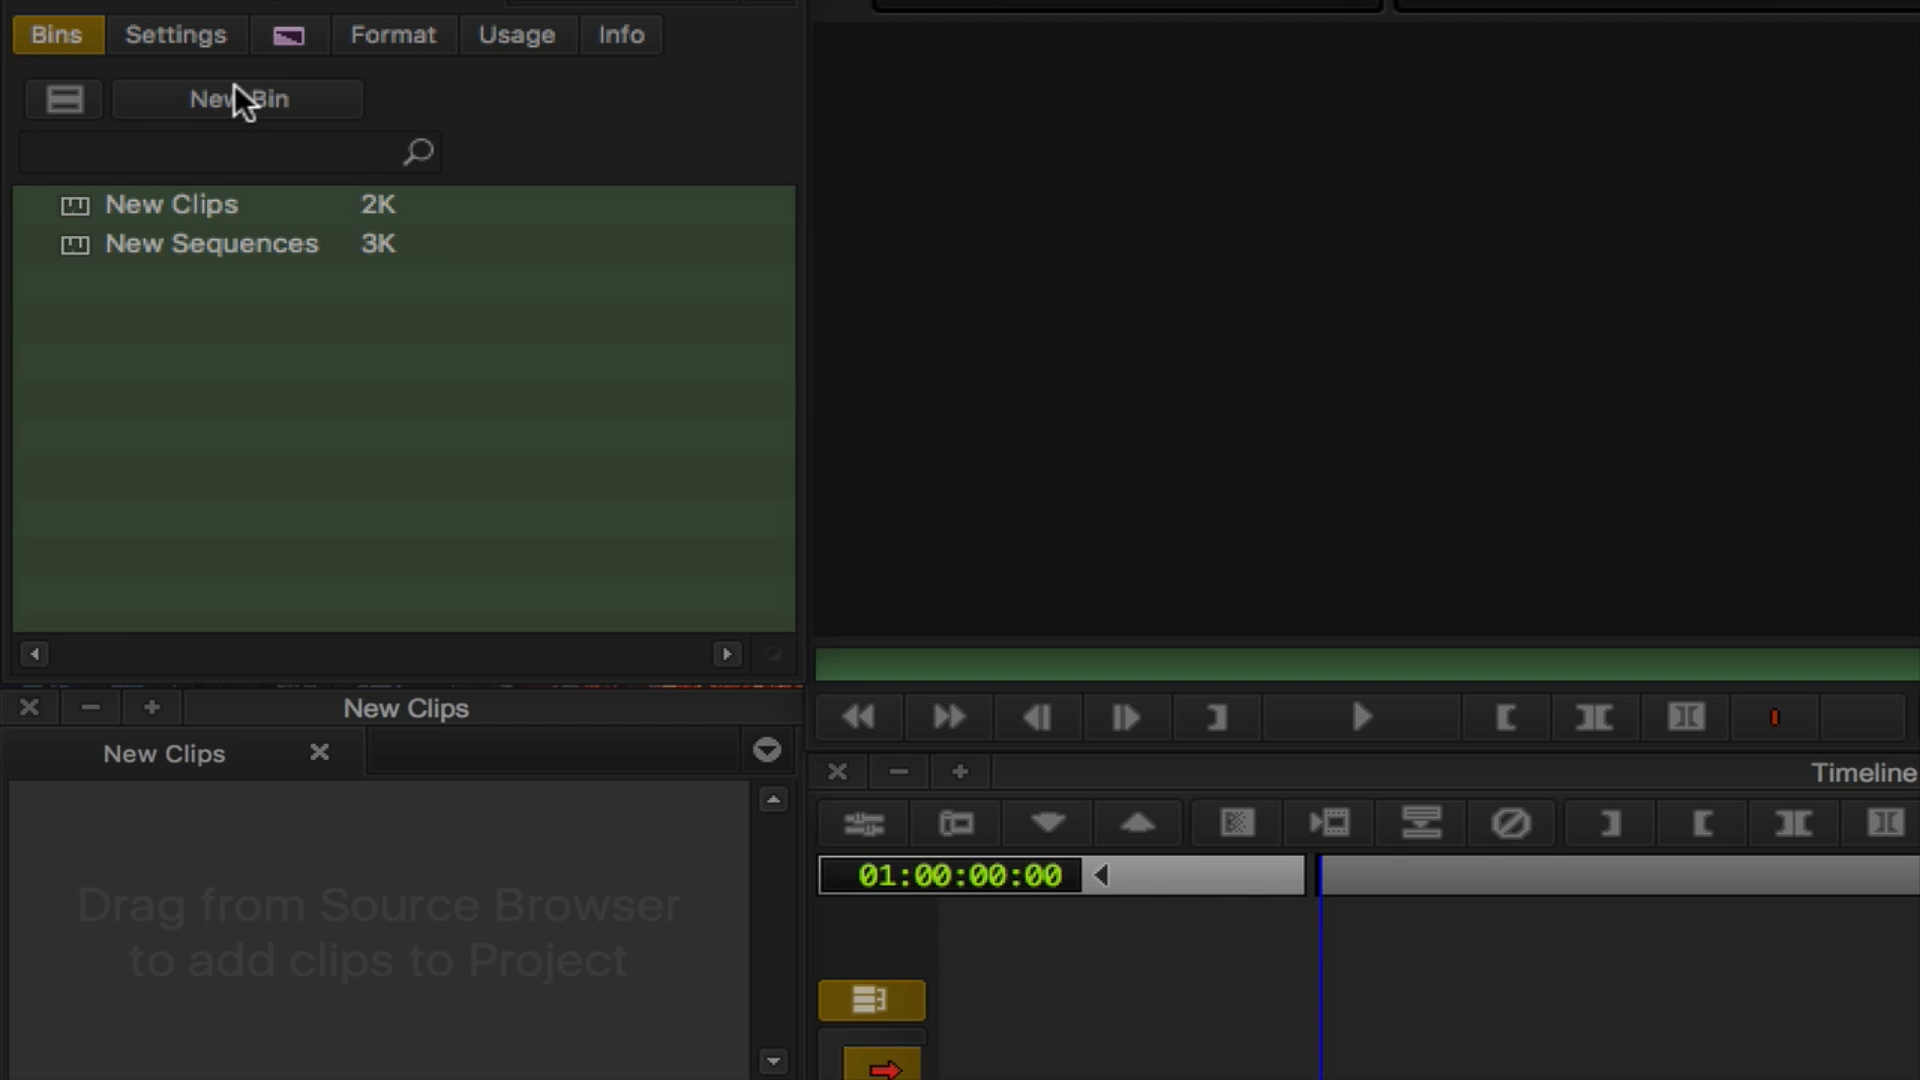 Bins Settings Format Usage Info
New Bin
New Clips 2K
New Sequences 3K
New Clips
New Clips
Timeline
01:00:00:00
Drag from Source Browser
to add clips to Project